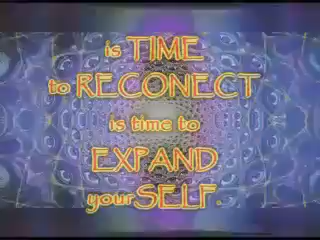 is TIME
to RECONECT
is time to
EXPAND
yourSELF.